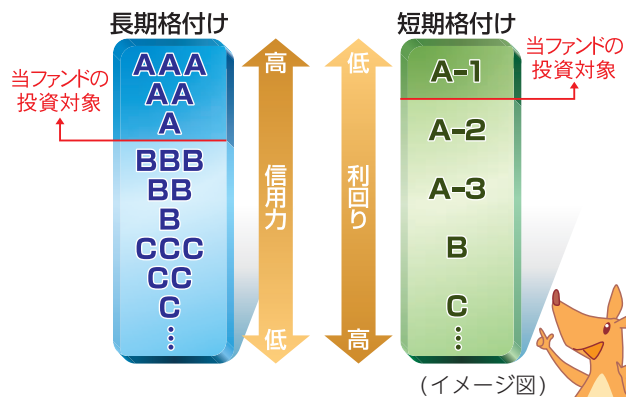 長期格付け
当ファンドの
投資対象
AAA
AA
A
BBB
BB
B
CCC
CC
C
⋮
高
信用力
低
低
利回り
高
短期格付け
当ファンドの
投資対象
A-1
A-2
A-3
B
C
⋮
(イメージ図)